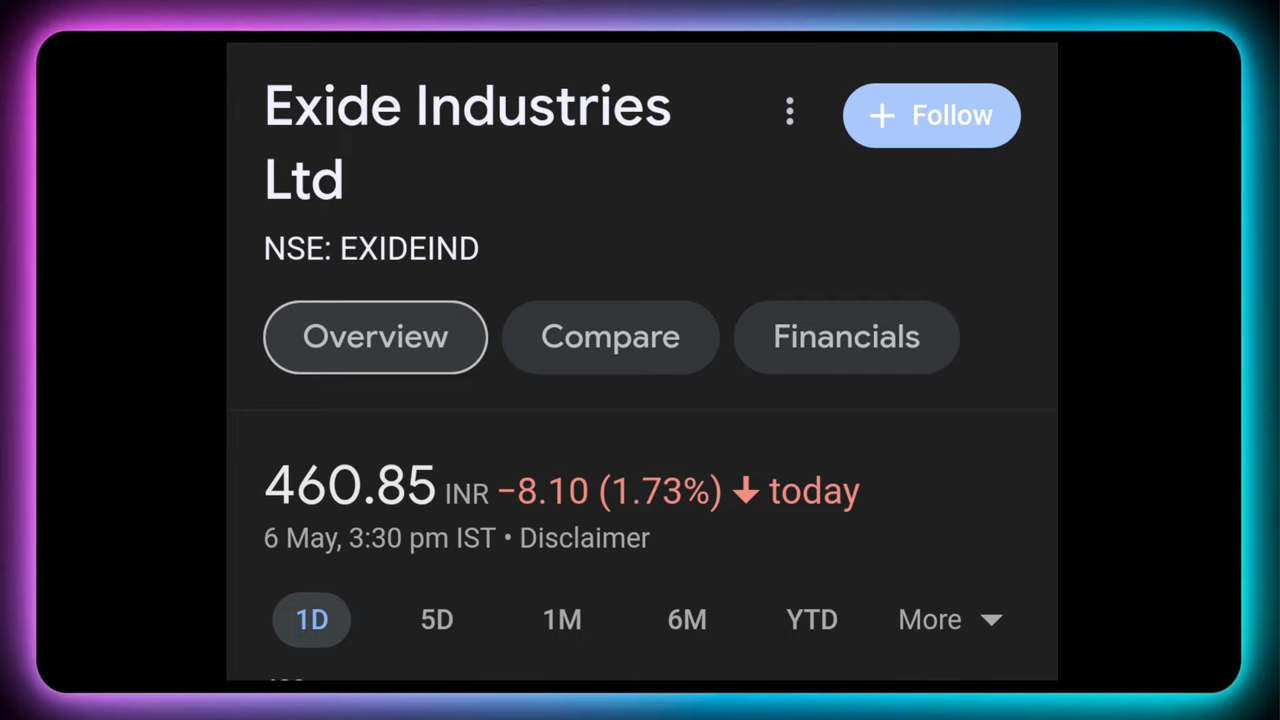 Exide Industries
Ltd
+ Follow
NSE: EXIDEIND
Overview Compare Financials
460.85 INR −8.10 (1.73%) ↓ today
6 May, 3:30 pm IST • Disclaimer
1D 5D 1M 6M YTD More